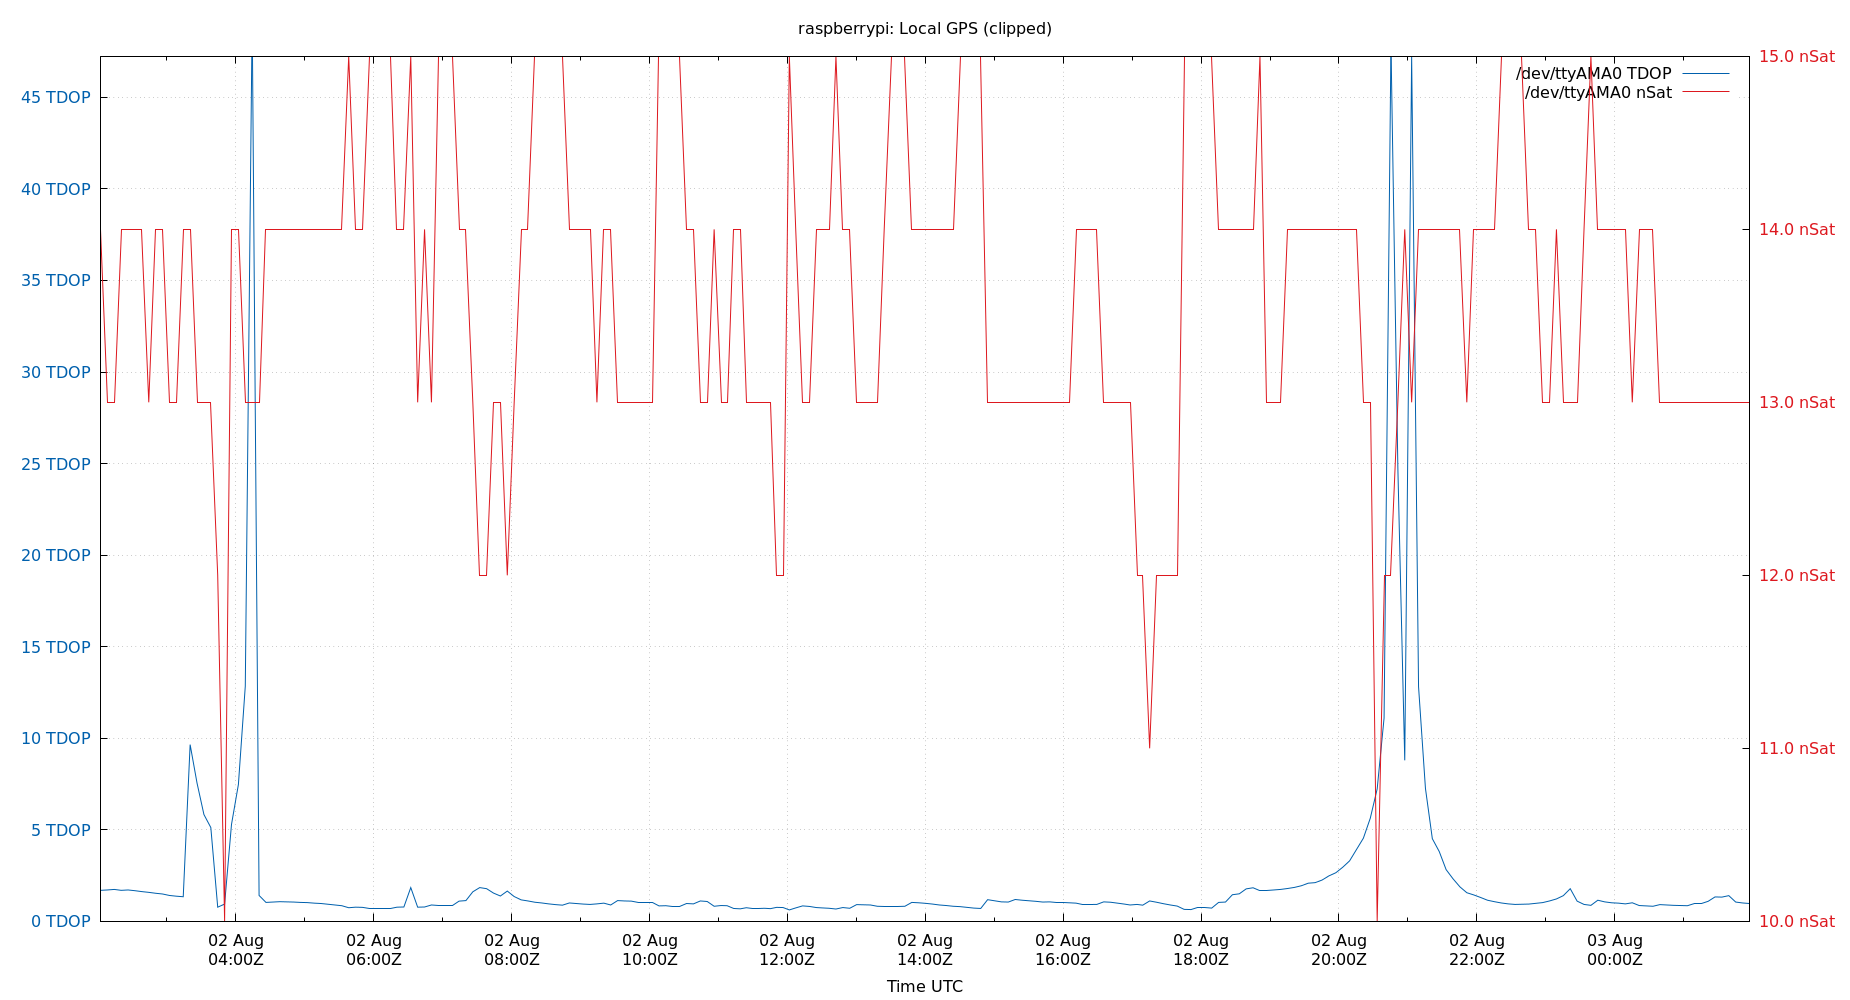 raspberrypi: Local GPS (clipped)
/dev/ttyAMA0 TDOP
/dev/ttyAMA0 nSat
45 TDOP
40 TDOP
35 TDOP
30 TDOP
25 TDOP
20 TDOP
15 TDOP
10 TDOP
5 TDOP
0 TDOP
15.0 nSat
14.0 nSat
13.0 nSat
12.0 nSat
11.0 nSat
10.0 nSat
02 Aug
04:00Z
02 Aug
06:00Z
02 Aug
08:00Z
02 Aug
10:00Z
02 Aug
12:00Z
02 Aug
14:00Z
02 Aug
16:00Z
02 Aug
18:00Z
02 Aug
20:00Z
02 Aug
22:00Z
03 Aug
00:00Z
Time UTC